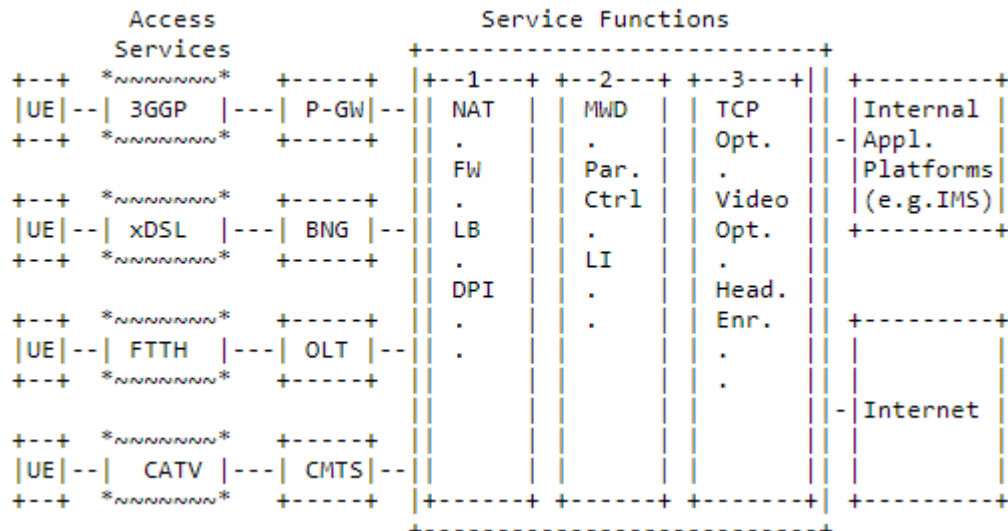 Access Service Functions
Services
+---------------------------+
+--+ *~~~~~~~* +-----+ |+--1---+ +--2---+ +--3---+|| +---------+
|UE|--| 3GGP |---| P-GW|--|| NAT | | MWD | | TCP || |Internal |
+--+ *~~~~~~~* +-----+ || . | | . | | Opt. ||-|Appl. |
|| FW | | Par. | | . || |Platforms|
+--+ *~~~~~~~* +-----+ || . | | Ctrl | | Video || |(e.g.IMS)|
|UE|--| xDSL |---| BNG |--|| LB | | . | | Opt. || +---------+
+--+ *~~~~~~~* +-----+ || . | | LI | | . ||
|| DPI | | . | | Head. ||
+--+ *~~~~~~~* +-----+ || . | | . | | Enr. || +---------+
|UE|--| FTTH |---| OLT |--|| . | | | | . || | |
+--+ *~~~~~~~* +-----+ || | | | | . || | |
|| | | | | ||-|Internet |
+--+ *~~~~~~~* +-----+ || | | | | || | |
|UE|--| CATV |---| CMTS|--|| | | | | || | |
+--+ *~~~~~~~* +-----+ |+------+ +------+ +-------+| +---------+
+---------------------------+